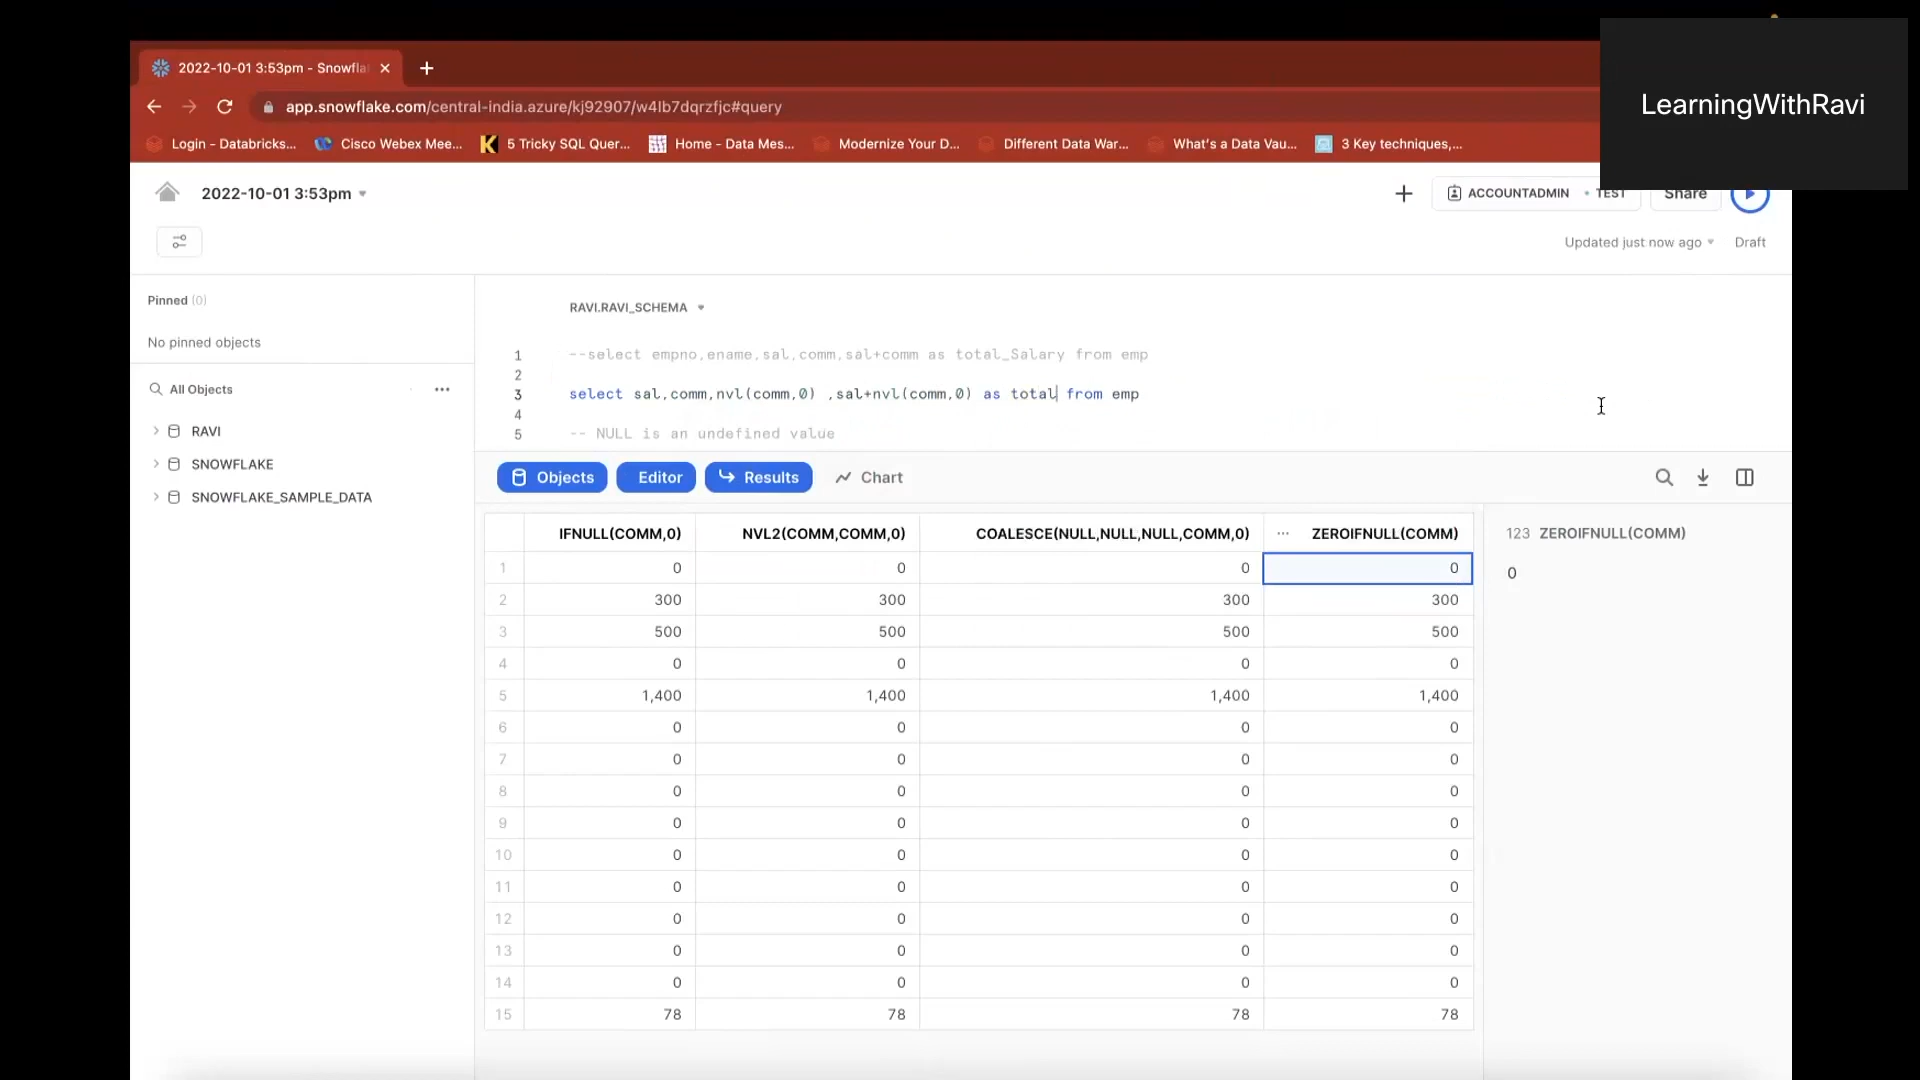 2022-10-01 3:53pm - Snowfla
LearningWithRavi
app.snowflake.com/central-india.azure/kj92907/w4lb7dqrzfjc#query
Login - Databricks... Cisco Webex Mee... 5 Tricky SQL Quer... Home - Data Mes... Modernize Your D... Different Data War... What's a Data Vau... 3 Key techniques,...
2022-10-01 3:53pm
ACCOUNTADMIN • TEST Share
Updated just now ago Draft
Pinned (0)
No pinned objects
All Objects
RAVI
SNOWFLAKE
SNOWFLAKE_SAMPLE_DATA
RAVI.RAVI_SCHEMA
1 --select empno,ename,sal,comm,sal+comm as total_Salary from emp
2
3 select sal,comm,nvl(comm,0) ,sal+nvl(comm,0) as total from emp
4
5 -- NULL is an undefined value
Objects Editor Results Chart
IFNULL(COMM,0) NVL2(COMM,COMM,0) COALESCE(NULL,NULL,NULL,COMM,0) ... ZEROIFNULL(COMM)
1 0 0 0 0
2 300 300 300 300
3 500 500 500 500
4 0 0 0 0
5 1,400 1,400 1,400 1,400
6 0 0 0 0
7 0 0 0 0
8 0 0 0 0
9 0 0 0 0
10 0 0 0 0
11 0 0 0 0
12 0 0 0 0
13 0 0 0 0
14 0 0 0 0
15 78 78 78 78
123 ZEROIFNULL(COMM)
0